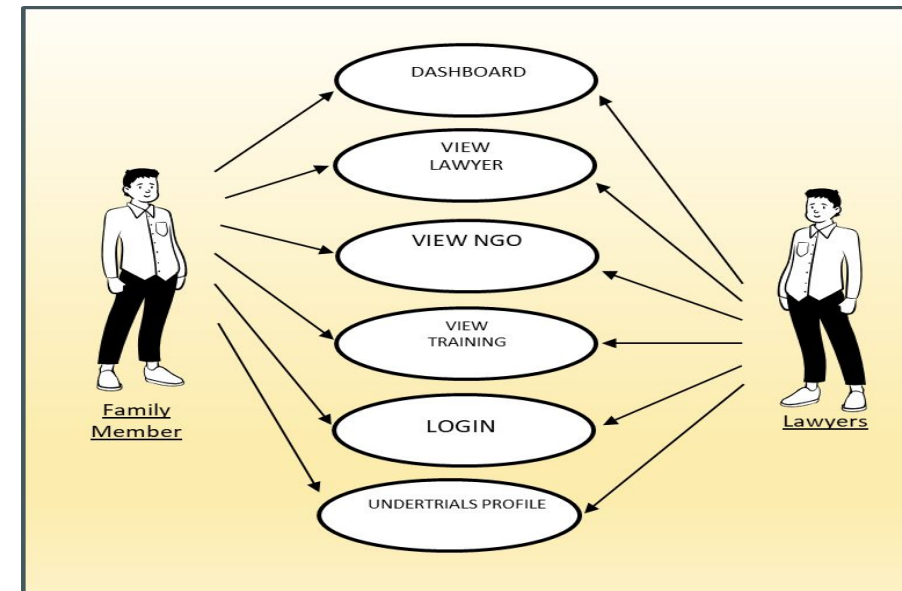 DASHBOARD
VIEW
LAWYER
VIEW NGO
VIEW
TRAINING
LOGIN
UNDERTRIALS PROFILE
Family
Member
Lawyers